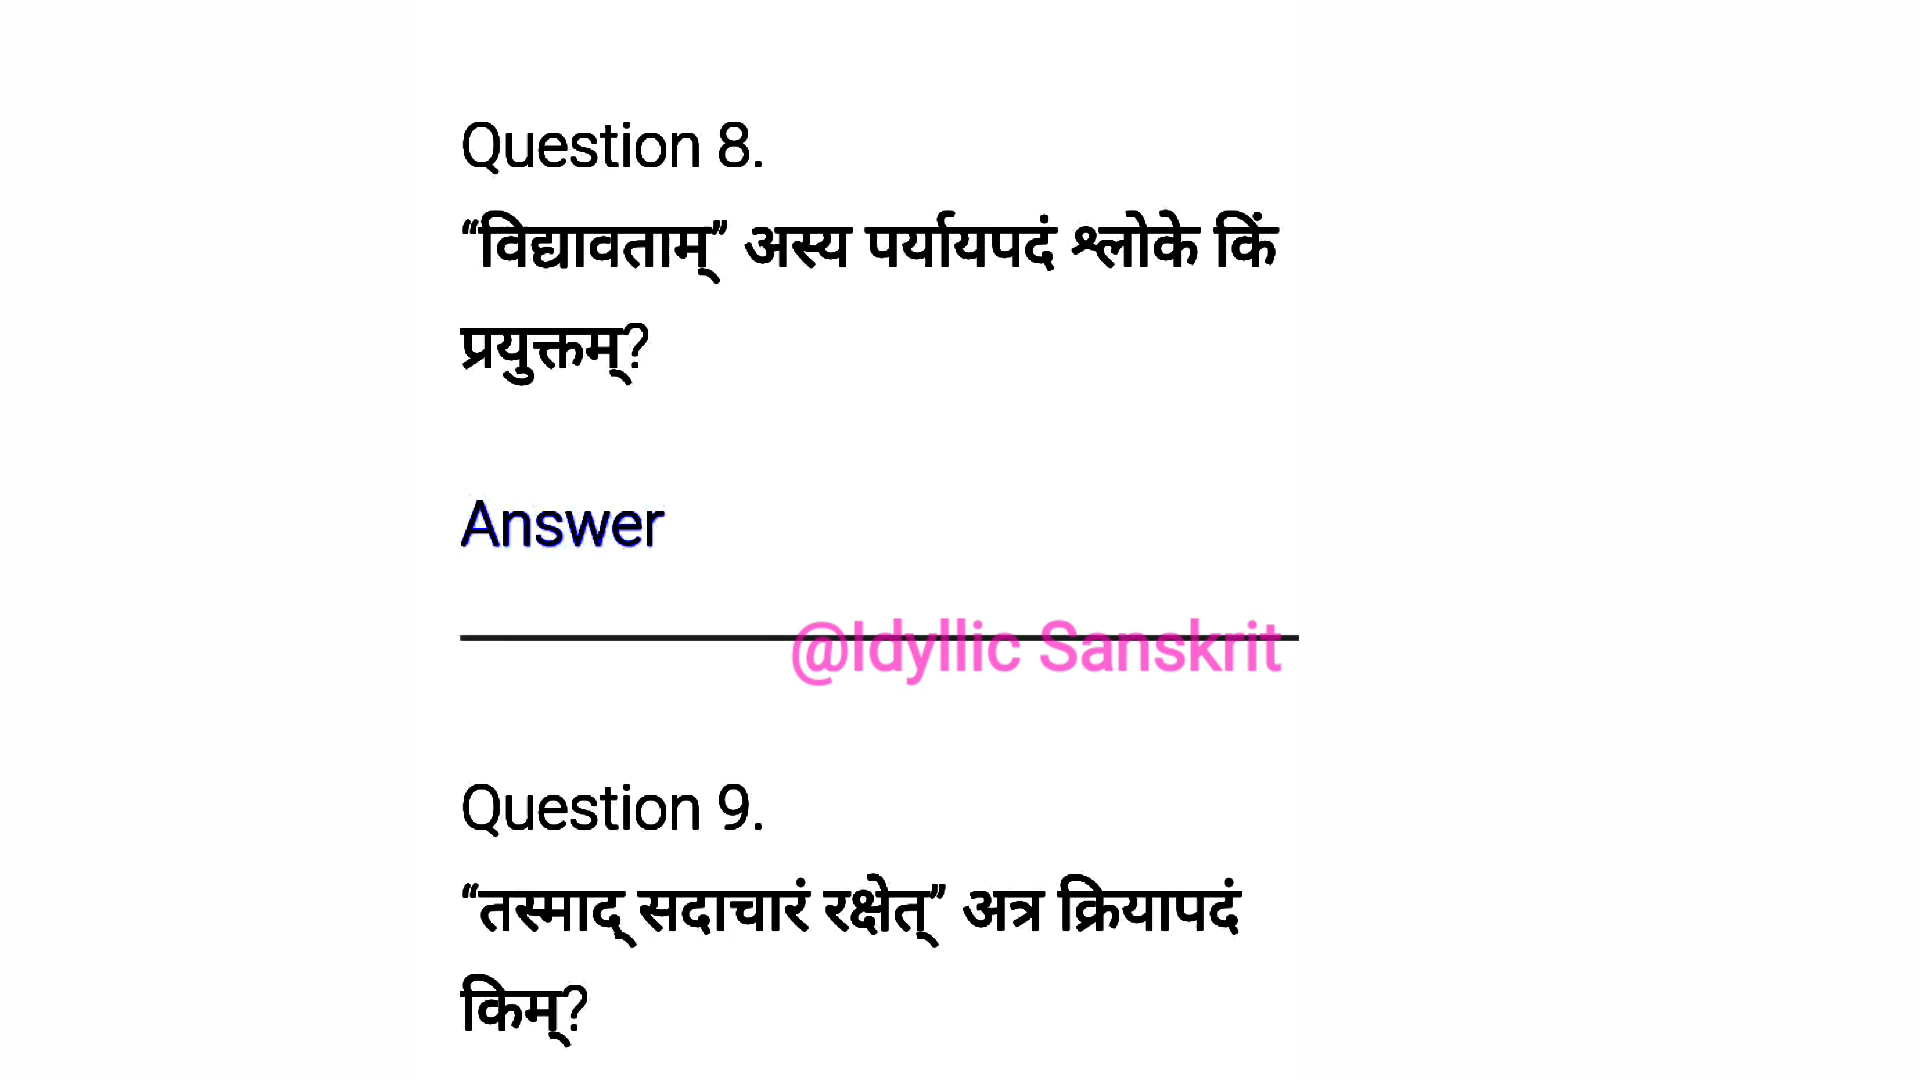 Question 8.
“विद्यावताम्” अस्य पर्यायपदं श्लोके किं
प्रयुक्तम्?
Answer
@Idyllic Sanskrit
Question 9.
“तस्माद् सदाचारं रक्षेत्” अत्र क्रियापदं
किम्?